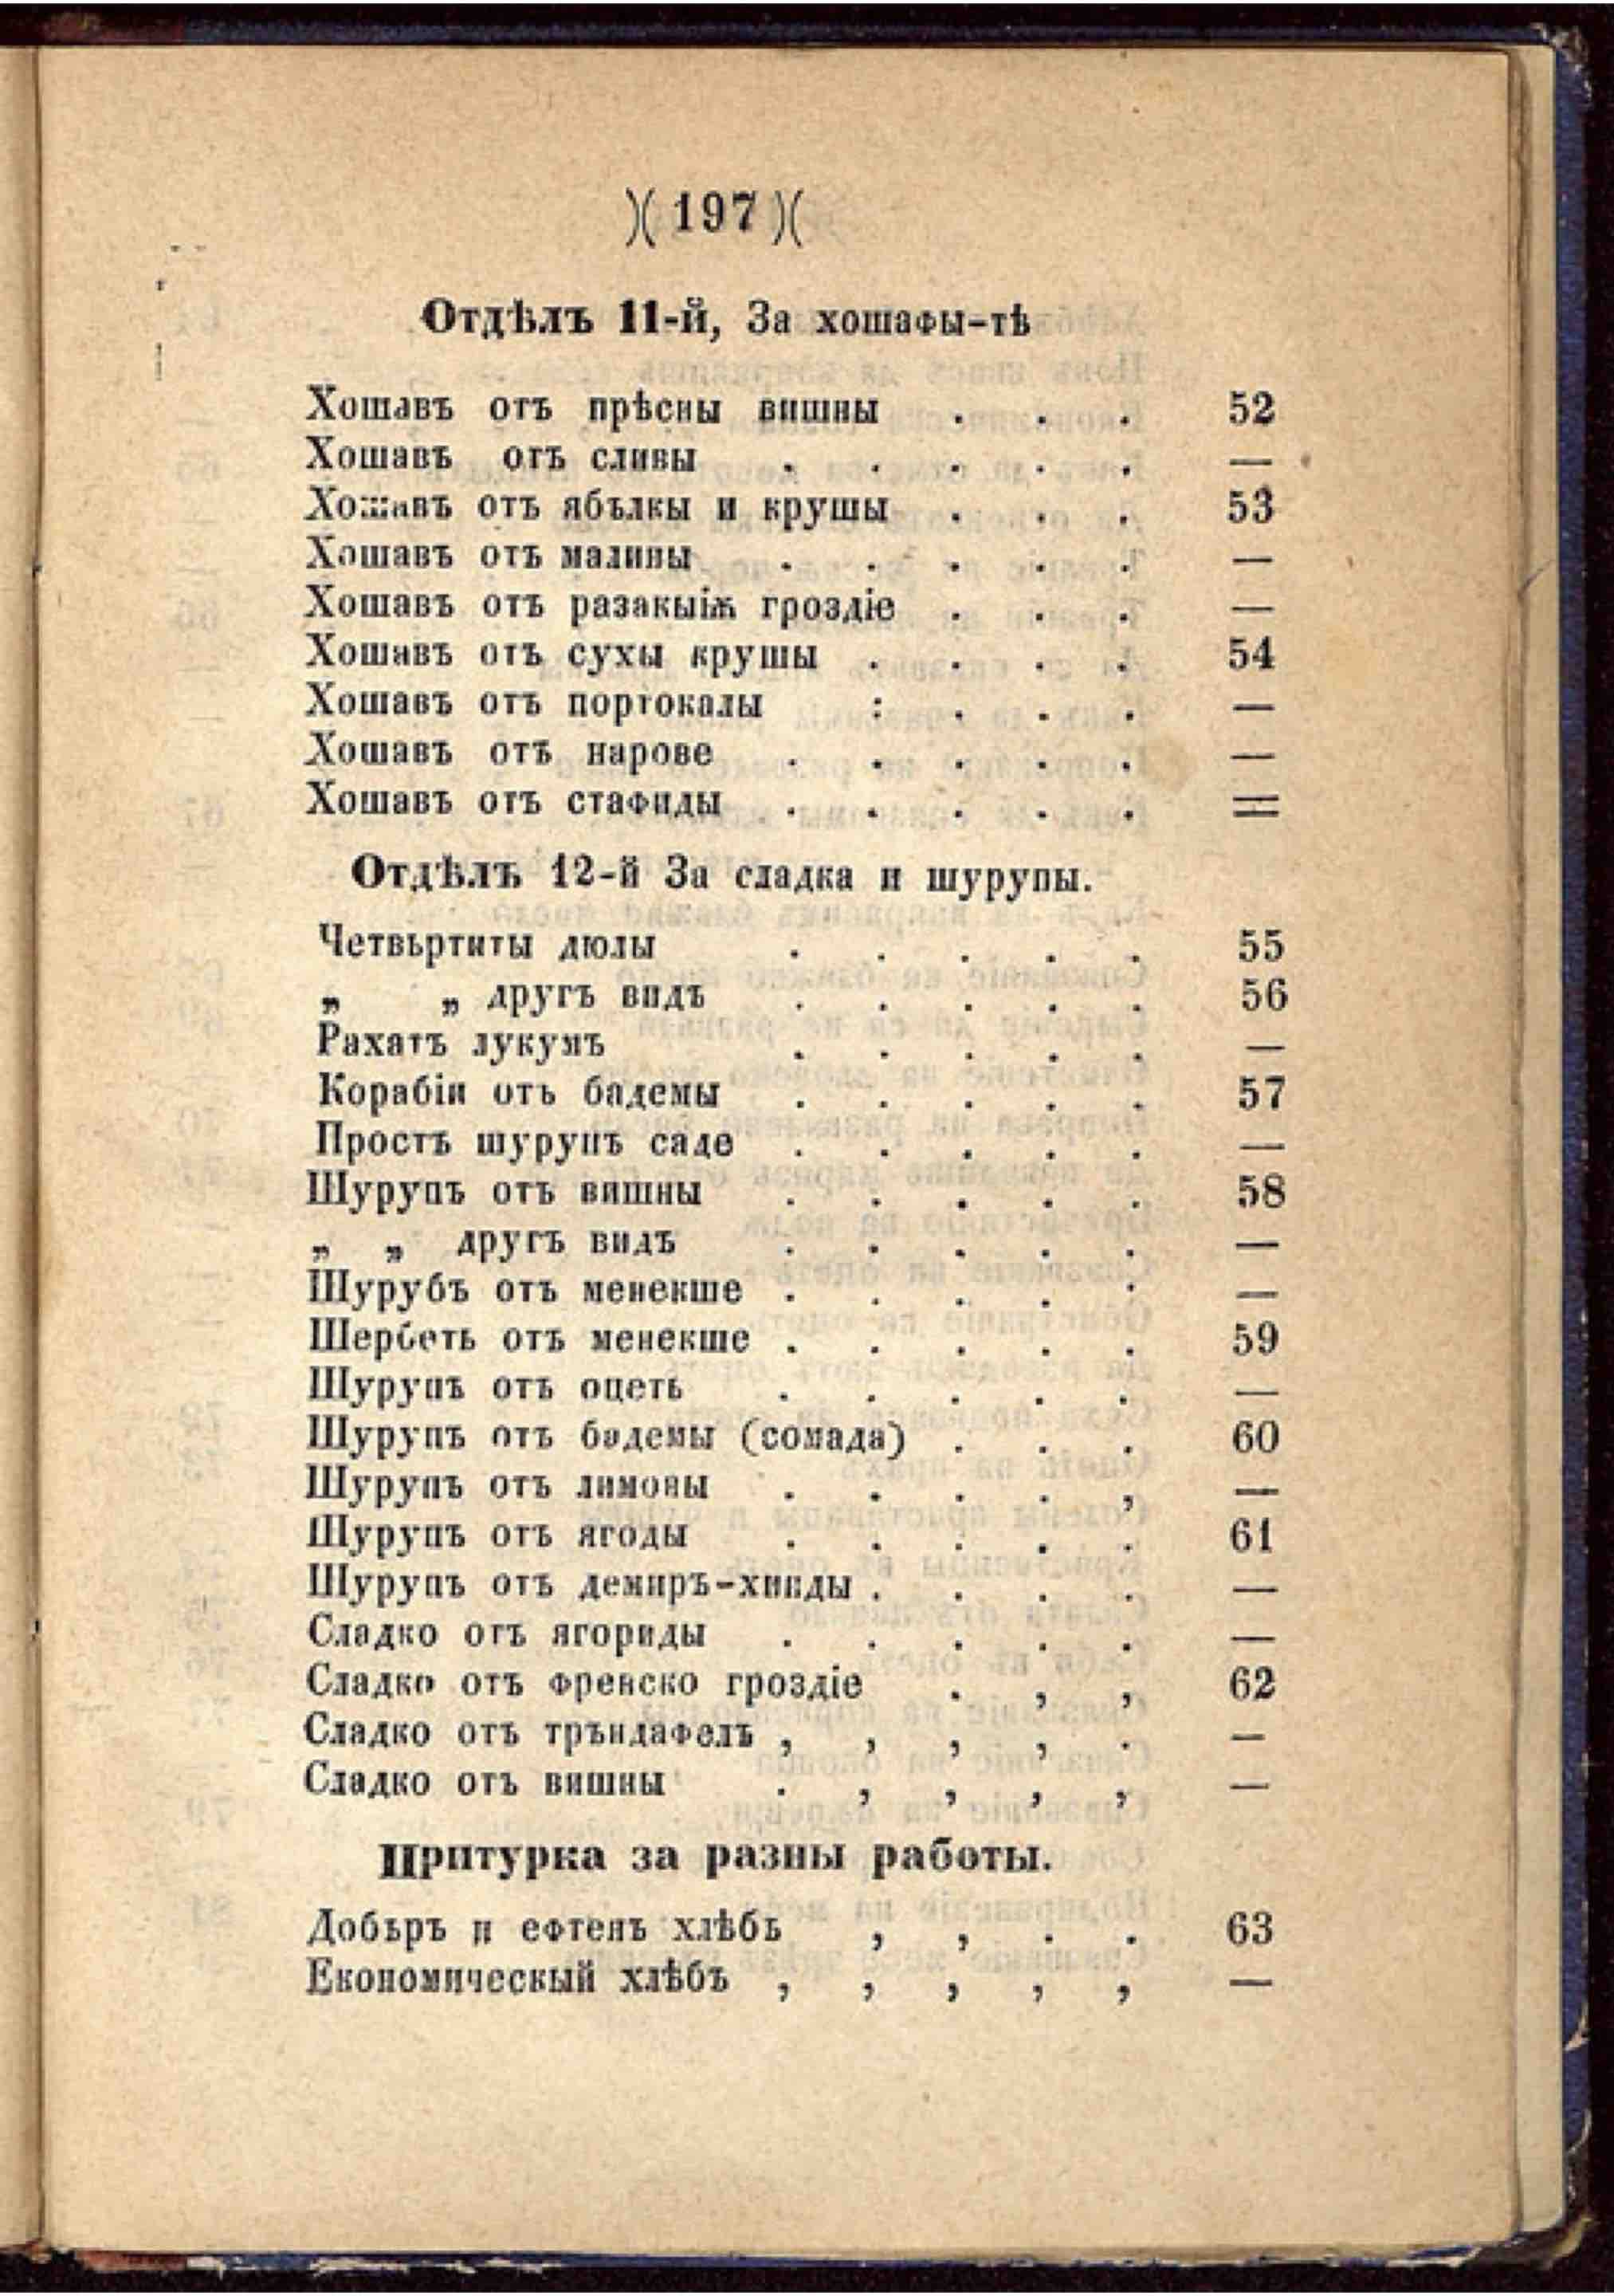 )( 197 )(
Отдѣлъ 11-й, За хошафы-тѣ
Хошавъ отъ прѣсны вишны . . . 52
Хошавъ отъ сливы . . . . . —
Хошавъ отъ ябълкы и крушы . . . 53
Хошавъ отъ малины . . . . . —
Хошавъ отъ разакыіѫ гроздіе . . . —
Хошавъ отъ сухы крушы . . . . 54
Хошавъ отъ портокалы : . . . —
Хошавъ отъ нарове . . . . . —
Хошавъ отъ стафиды . . . . . =
Отдѣлъ 12-й За сладка и шурупы.
Четвьртиты дюлы . . . . . 55
„ „ другъ видъ . . . . . 56
Рахатъ лукумъ . . . . . —
Корабіи отъ бадемы . . . . . 57
Простъ шурупъ саде . . . . . —
Шурупъ отъ вишны . . . . . 58
„ „ другъ видъ . . . . . —
Шурубъ отъ менекше . . . . . —
Шербеть отъ менекше . . . . . 59
Шурупъ отъ оцетъ . . . . . —
Шурупъ отъ бадемы (сомада) . . . 60
Шурупъ отъ лимоны . . . . , —
Шурупъ отъ ягоды . . . . . 61
Шурупъ отъ демиръ-хинды . . . . —
Сладко отъ ягориды . . . . . —
Сладко отъ френско гроздіе . , , 62
Сладко отъ тръндафелъ , , , , . —
Сладко отъ вишны . , , , , —
Притурка за разны работы.
Добъръ и ефтенъ хлѣбъ , , . . 63
Економическый хлѣбъ , , , , , —